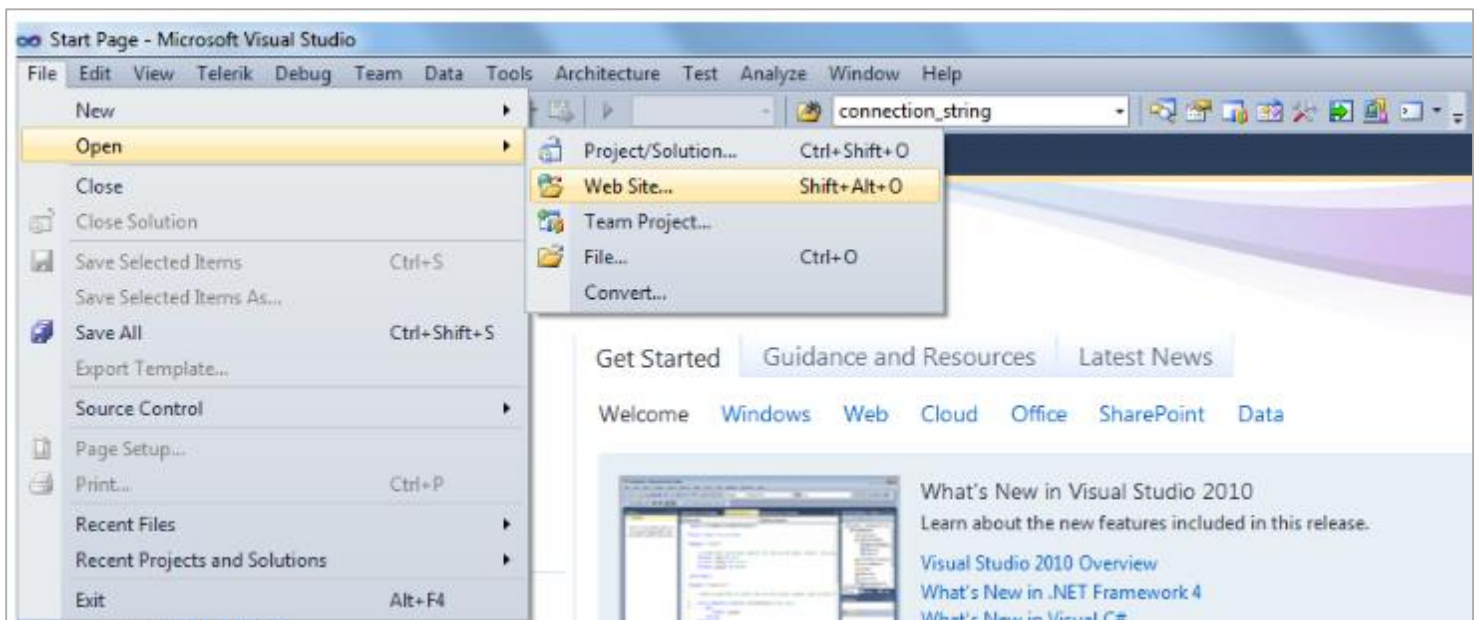 Start Page - Microsoft Visual Studio
File Edit View Telerik Debug Team Data Tools Architecture Test Analyze Window Help
connection_string
New
Open
Close
Close Solution
Save Selected Items Ctrl+S
Save Selected Items As...
Save All Ctrl+Shift+S
Export Template...
Source Control
Page Setup...
Print... Ctrl+P
Recent Files
Recent Projects and Solutions
Exit Alt+F4
Project/Solution... Ctrl+Shift+O
Web Site... Shift+Alt+O
Team Project...
File... Ctrl+O
Convert...
Get Started Guidance and Resources Latest News
Welcome Windows Web Cloud Office SharePoint Data
What's New in Visual Studio 2010
Learn about the new features included in this release.
Visual Studio 2010 Overview
What's New in .NET Framework 4
What's New in Visual C#